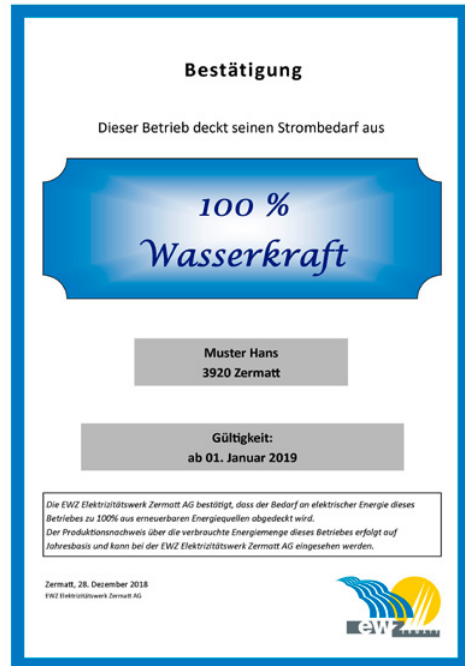 Bestätigung
Dieser Betrieb deckt seinen Strombedarf aus
100 %
Wasserkraft
Muster Hans
3920 Zermatt
Gültigkeit:
ab 01. Januar 2019
Die EWZ Elektrizitätswerk Zermatt AG bestätigt, dass der Bedarf an elektrischer Energie dieses
Betriebes zu 100% aus erneuerbaren Energiequellen abgedeckt wird.
Der Produktionsnachweis über die verbrauchte Energiemenge dieses Betriebes erfolgt auf
Jahresbasis und kann bei der EWZ Elektrizitätswerk Zermatt AG eingesehen werden.
Zermatt, 28. Dezember 2018
EWZ Elektrizitätswerk Zermatt AG
ewz